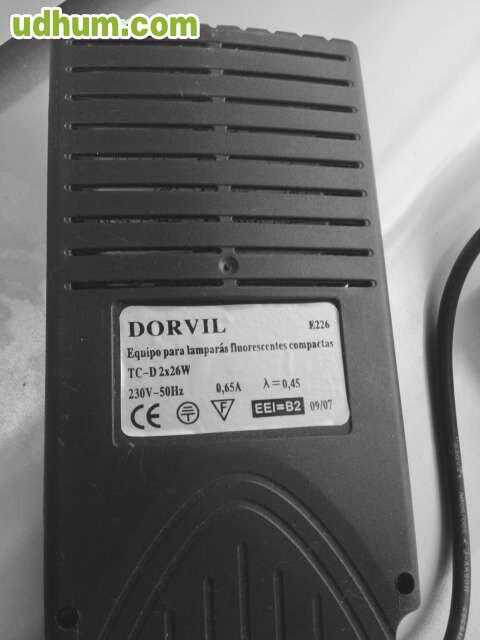 udhum.com
DORVIL E226
Equipo para lamparás fluorescentes compactas
TC-D 2x26W
230V-50Hz 0,65A λ=0,45
CE F EEI=B2 09/07